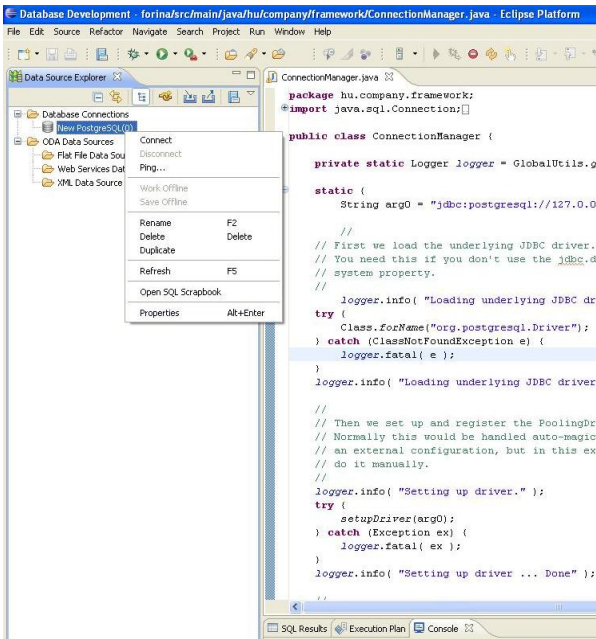 Database Development - forina/src/main/java/hu/company/framework/ConnectionManager.java - Eclipse Platform
File Edit Source Refactor Navigate Search Project Run Window Help
Data Source Explorer
Database Connections
New PostgreSQL(0)
ODA Data Sources
Flat File Data Sou
Web Services Dat
XML Data Source
Connect
Disconnect
Ping...
Work Offline
Save Offline
Rename F2
Delete Delete
Duplicate
Refresh F5
Open SQL Scrapbook
Properties Alt+Enter
ConnectionManager.java
package hu.company.framework;
import java.sql.Connection;
public class ConnectionManager {
private static Logger logger = GlobalUtils.g
static {
String arg0 = "jdbc:postgresql://127.0.0
//
// First we load the underlying JDBC driver.
// You need this if you don't use the jdbc.d
// system property.
//
logger.info( "Loading underlying JDBC dr
try {
Class.forName("org.postgresql.Driver");
} catch (ClassNotFoundException e) {
logger.fatal( e );
}
logger.info( "Loading underlying JDBC driver
//
// Then we set up and register the PoolingDr
// Normally this would be handled auto-magic
// an external configuration, but in this ex
// do it manually.
//
logger.info( "Setting up driver." );
try {
setupDriver(arg0);
} catch (Exception ex) {
logger.fatal( ex );
}
logger.info( "Setting up driver ... Done" );
//
SQL Results Execution Plan Console